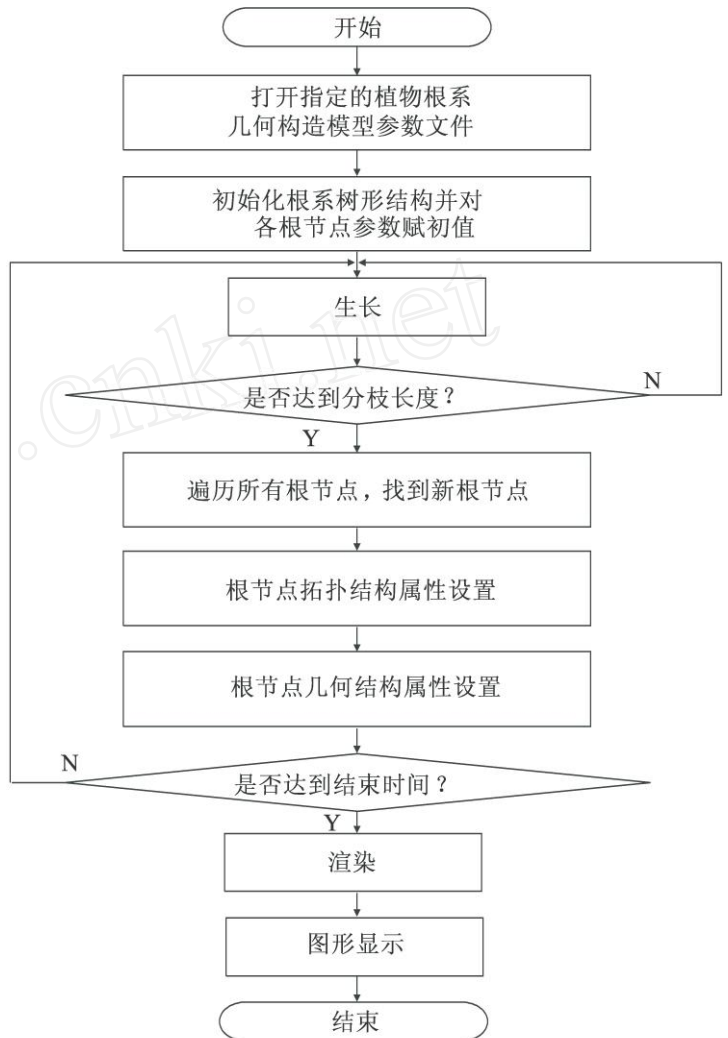 开始
打开指定的植物根系
几何构造模型参数文件
初始化根系树形结构并对
各根节点参数赋初值
生长
是否达到分枝长度？
N
Y
遍历所有根节点，找到新根节点
根节点拓扑结构属性设置
根节点几何结构属性设置
N
是否达到结束时间？
Y
渲染
图形显示
结束
.cnki.net